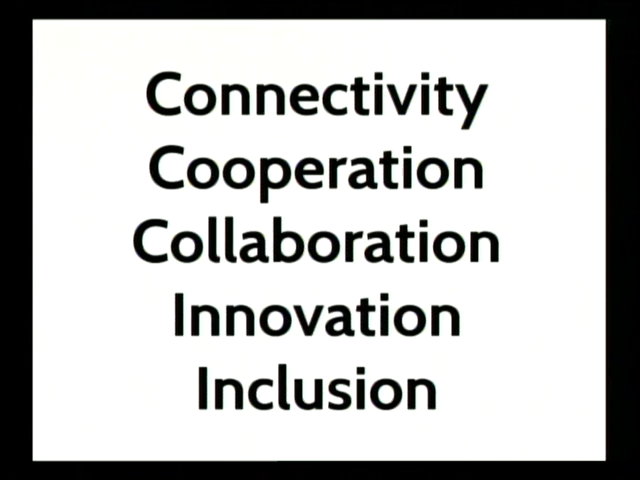 Connectivity
Cooperation
Collaboration
Innovation
Inclusion